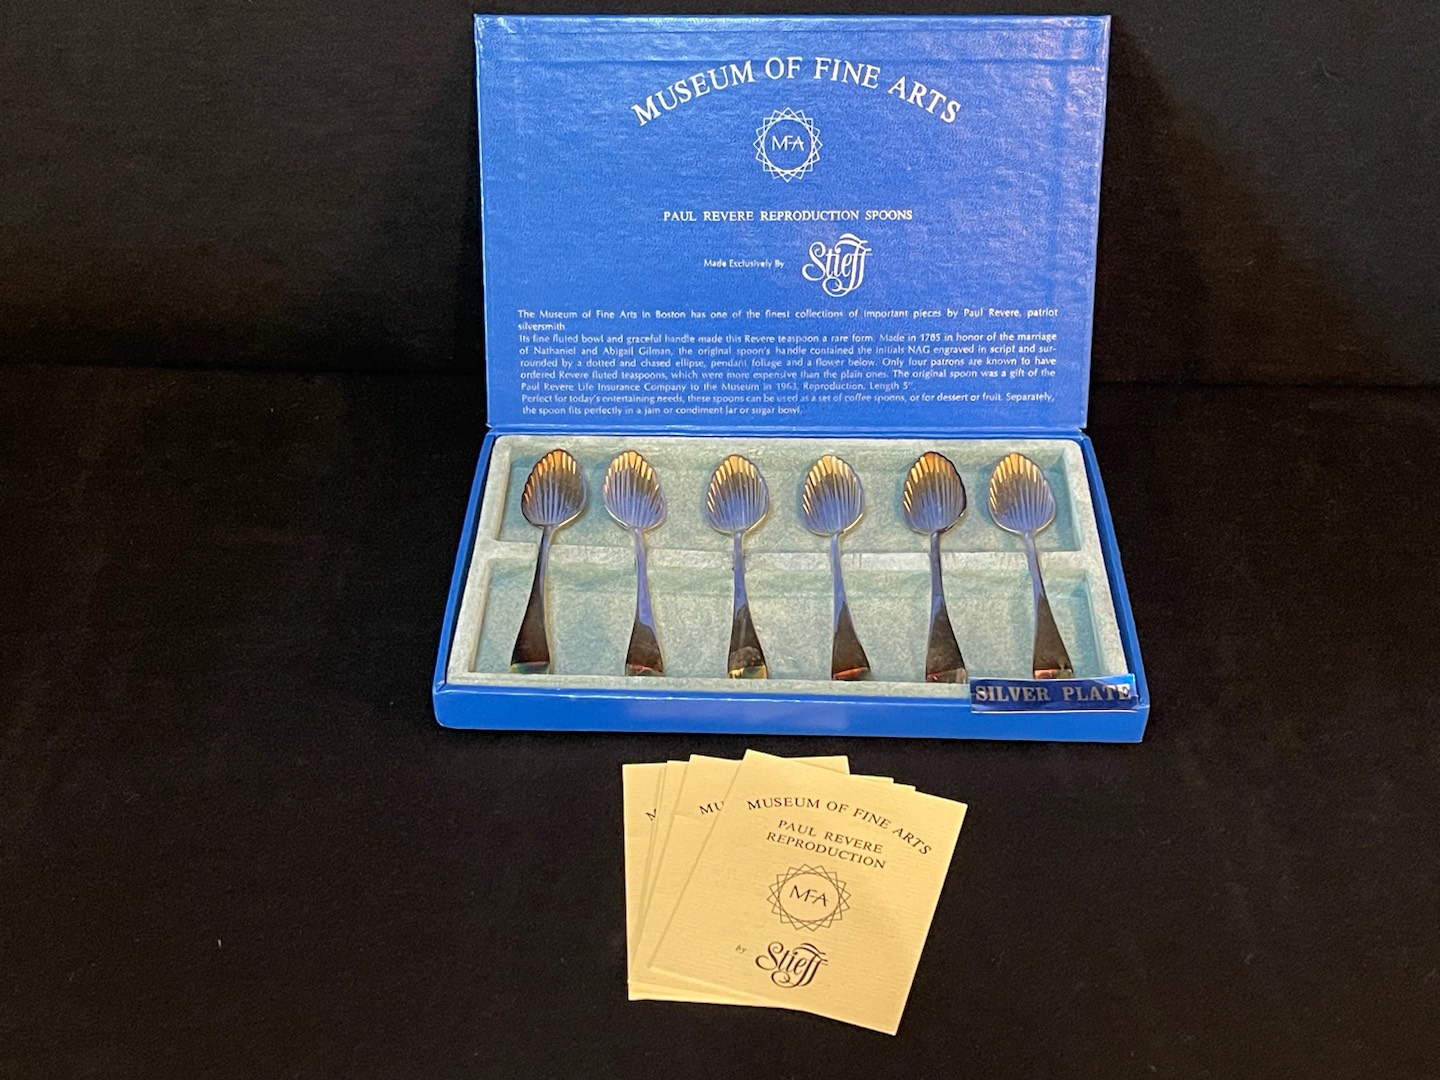 MUSEUM OF FINE ARTS
MFA
PAUL REVERE REPRODUCTION SPOONS
Made Exclusively By Stieff
The Museum of Fine Arts in Boston has one of the finest collections of important pieces by Paul Revere, patriot
silversmith
Its fine fluted bowl and graceful handle made this Revere teaspoon a rare form. Made in 1785 in honor of the marriage
of Nathaniel and Abigail Gilman, the original spoon's handle contained the initials NAG engraved in script and sur-
rounded by a dotted and chased ellipse, pendant foliage and a flower below. Only four patrons are known to have
ordered Revere fluted teaspoons, which were more expensive than the plain ones. The original spoon was a gift of the
Paul Revere Life Insurance Company to the Museum in 1963. Reproduction, Length 5".
Perfect for today's entertaining needs, these spoons can be used as a set of coffee spoons, or for dessert or fruit. Separately,
the spoon fits perfectly in a jam or condiment jar or sugar bowl.
SILVER PLATE
M
MU
MUSEUM OF FINE ARTS
PAUL REVERE
REPRODUCTION
MFA
by Stieff